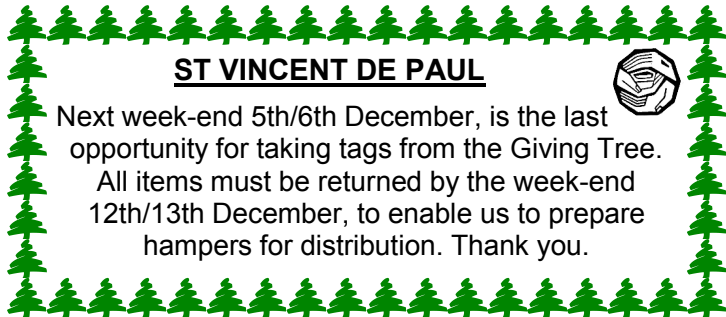 ST VINCENT DE PAUL
Next week-end 5th/6th December, is the last
opportunity for taking tags from the Giving Tree.
All items must be returned by the week-end
12th/13th December, to enable us to prepare
hampers for distribution. Thank you.